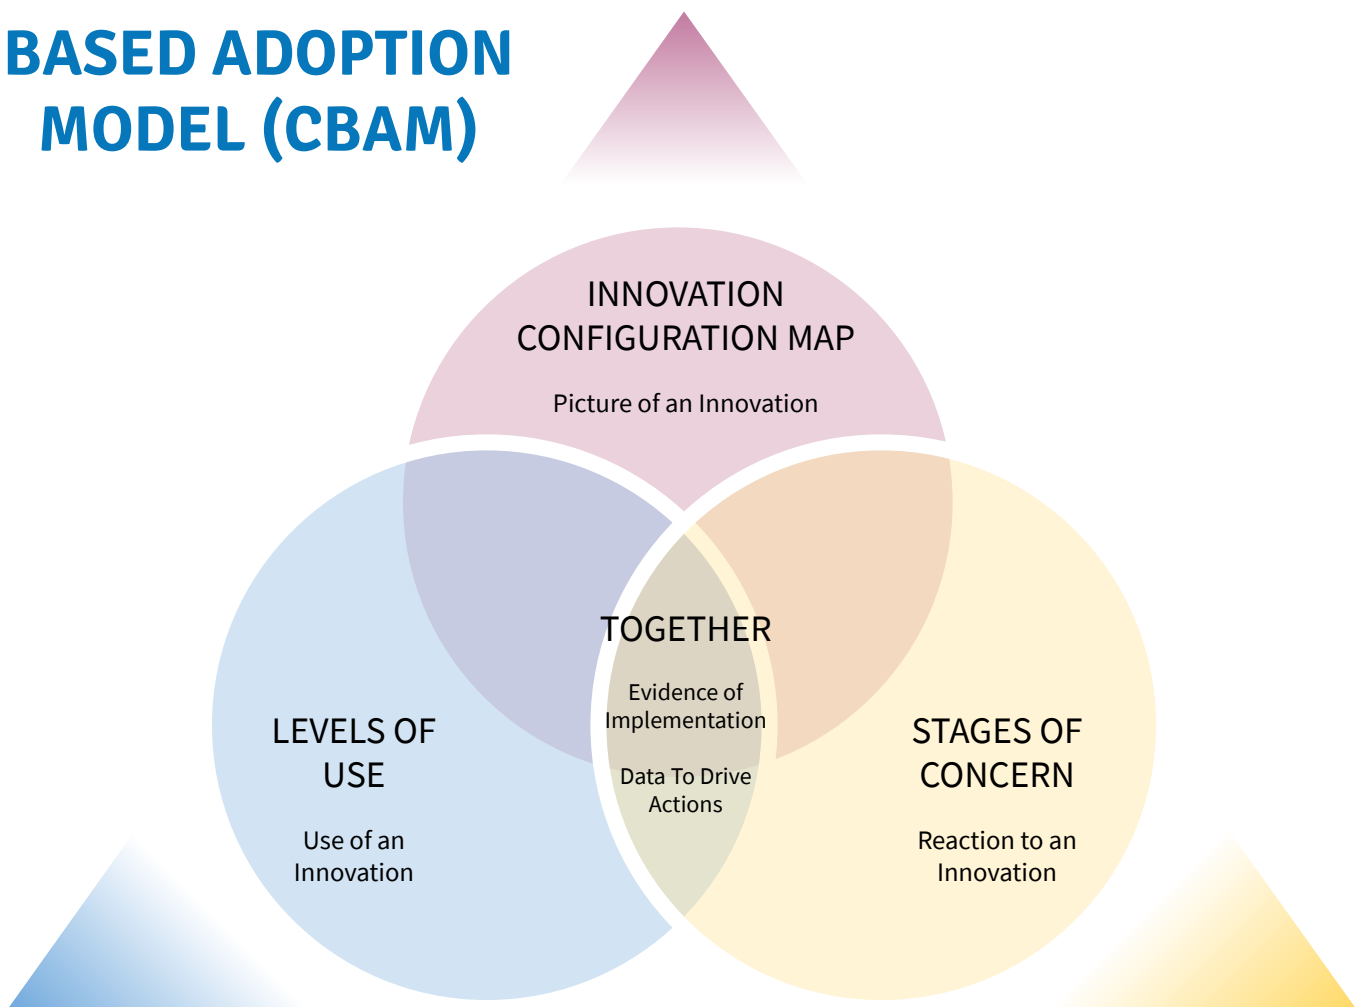 BASED ADOPTION
MODEL (CBAM)
INNOVATION
CONFIGURATION MAP
Picture of an Innovation
TOGETHER
Evidence of
Implementation
Data To Drive
Actions
LEVELS OF
USE
Use of an
Innovation
STAGES OF
CONCERN
Reaction to an
Innovation